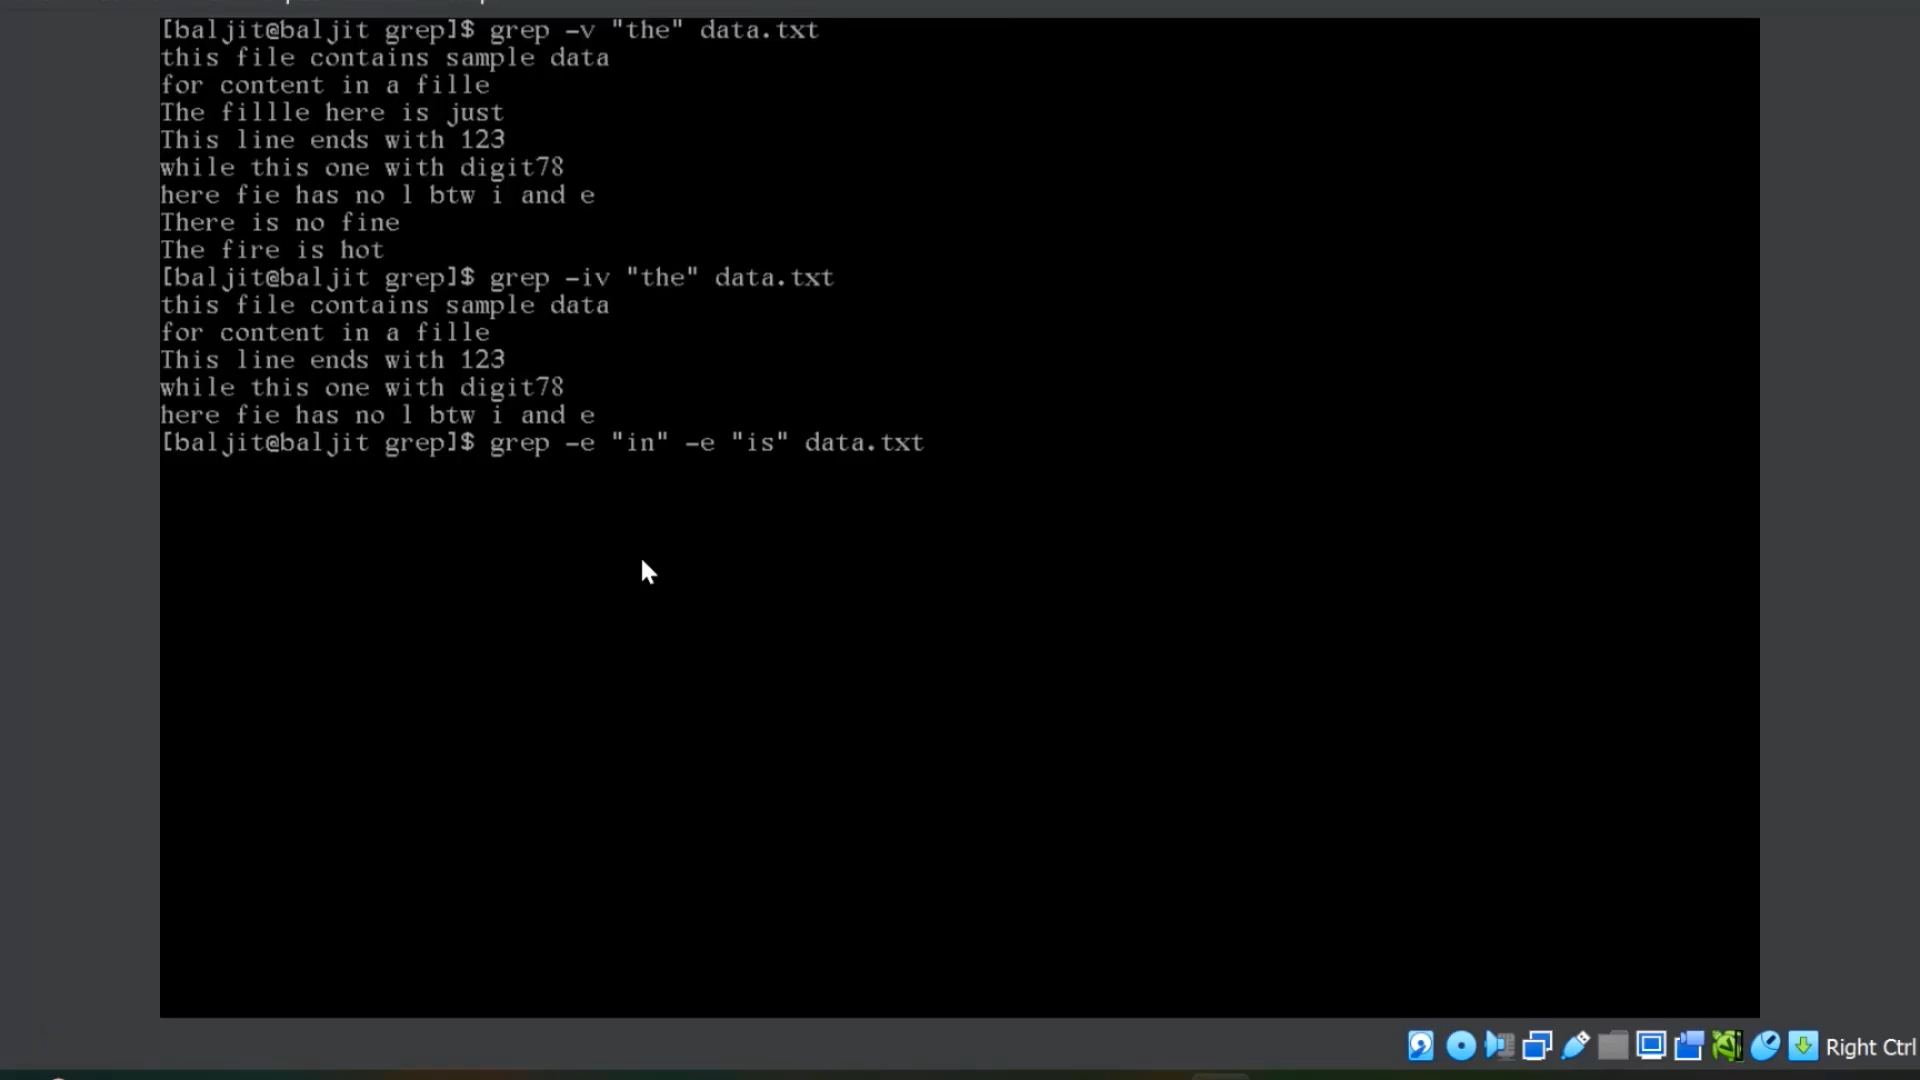 [baljit@baljit grep]$ grep -v "the" data.txt
this file contains sample data
for content in a fille
The fillle here is just
This line ends with 123
while this one with digit78
here fie has no l btw i and e
There is no fine
The fire is hot
[baljit@baljit grep]$ grep -iv "the" data.txt
this file contains sample data
for content in a fille
This line ends with 123
while this one with digit78
here fie has no l btw i and e
[baljit@baljit grep]$ grep -e "in" -e "is" data.txt
Right Ctrl